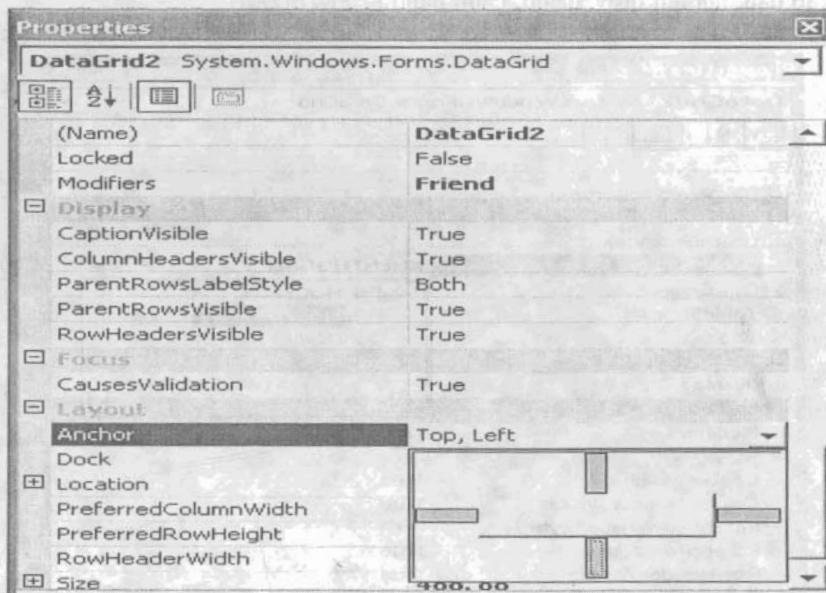 Properties
DataGrid2 System.Windows.Forms.DataGrid
(Name) DataGrid2
Locked False
Modifiers Friend
Display
CaptionVisible True
ColumnHeadersVisible True
ParentRowsLabelStyle Both
ParentRowsVisible True
RowHeadersVisible True
Focus
CausesValidation True
Layout
Anchor Top, Left
Dock
Location
PreferredColumnWidth
PreferredRowHeight
RowHeaderWidth
Size